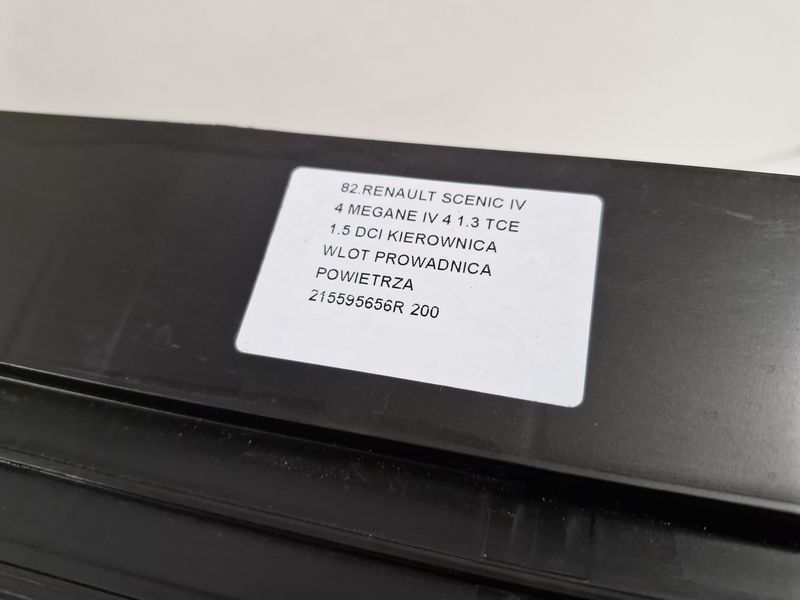 82.RENAULT SCENIC IV
4 MEGANE IV 4 1.3 TCE
1.5 DCI KIEROWNICA
WLOT PROWADNICA
POWIETRZA
215595656R 200